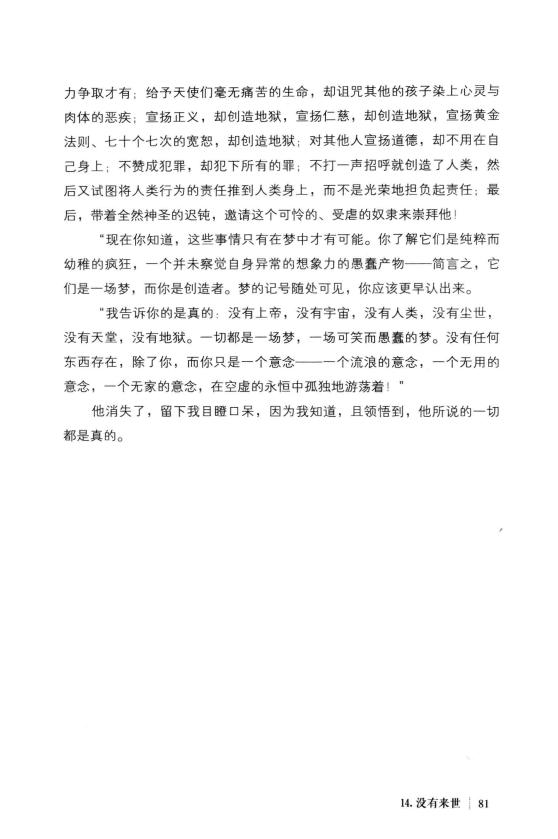 力争取才有；给予天使们毫无痛苦的生命，却诅咒其他的孩子染上心灵与
肉体的恶疾；宣扬正义，却创造地狱，宣扬仁慈，却创造地狱，宣扬黄金
法则、七十个七次的宽恕，却创造地狱；对其他人宣扬道德，却不用在自
己身上；不赞成犯罪，却犯下所有的罪；不打一声招呼就创造了人类，然
后又试图将人类行为的责任推到人类身上，而不是光荣地担负起责任；最
后，带着全然神圣的迟钝，邀请这个可怜的、受虐的奴隶来崇拜他！
“现在你知道，这些事情只有在梦中才有可能。你了解它们是纯粹而
幼稚的疯狂，一个并未察觉自身异常的想象力的愚蠢产物——简言之，它
们是一场梦，而你是创造者。梦的记号随处可见，你应该更早认出来。
“我告诉你的是真的：没有上帝，没有宇宙，没有人类，没有尘世，
没有天堂，没有地狱。一切都是一场梦，一场可笑而愚蠢的梦。没有任何
东西存在，除了你，而你只是一个意念——一个流浪的意念，一个无用的
意念，一个无家的意念，在空虚的永恒中孤独地游荡着！”
他消失了，留下我目瞪口呆，因为我知道，且领悟到，他所说的一切
都是真的。
14. 没有来世 81